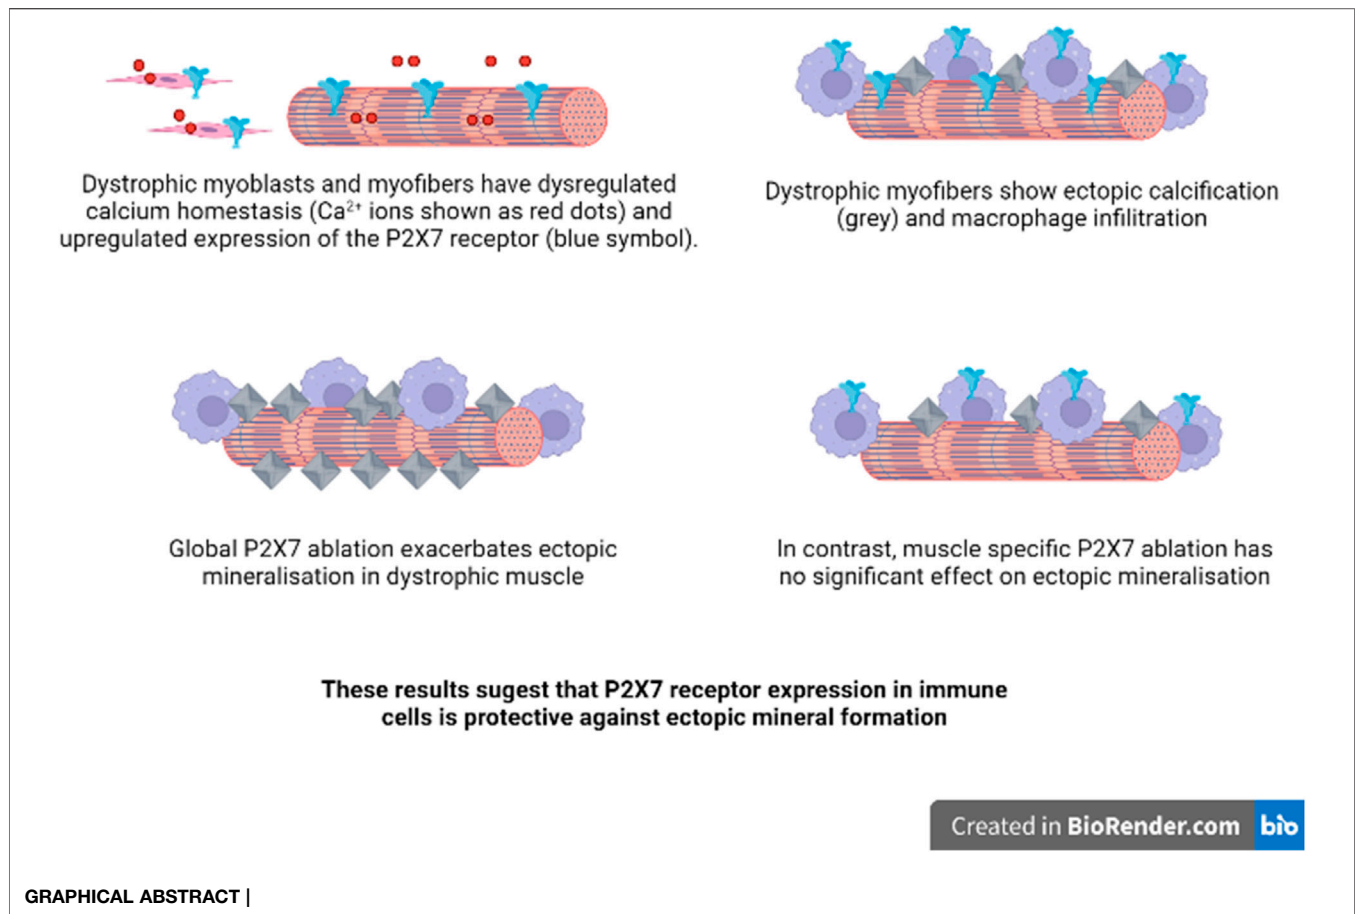 Dystrophic myoblasts and myofibers have dysregulated
calcium homestasis (Ca²⁺ ions shown as red dots) and
upregulated expression of the P2X7 receptor (blue symbol).
Dystrophic myofibers show ectopic calcification
(grey) and macrophage infilitration
Global P2X7 ablation exacerbates ectopic
mineralisation in dystrophic muscle
In contrast, muscle specific P2X7 ablation has
no significant effect on ectopic mineralisation
These results sugest that P2X7 receptor expression in immune
cells is protective against ectopic mineral formation
Created in BioRender.com bio
GRAPHICAL ABSTRACT |